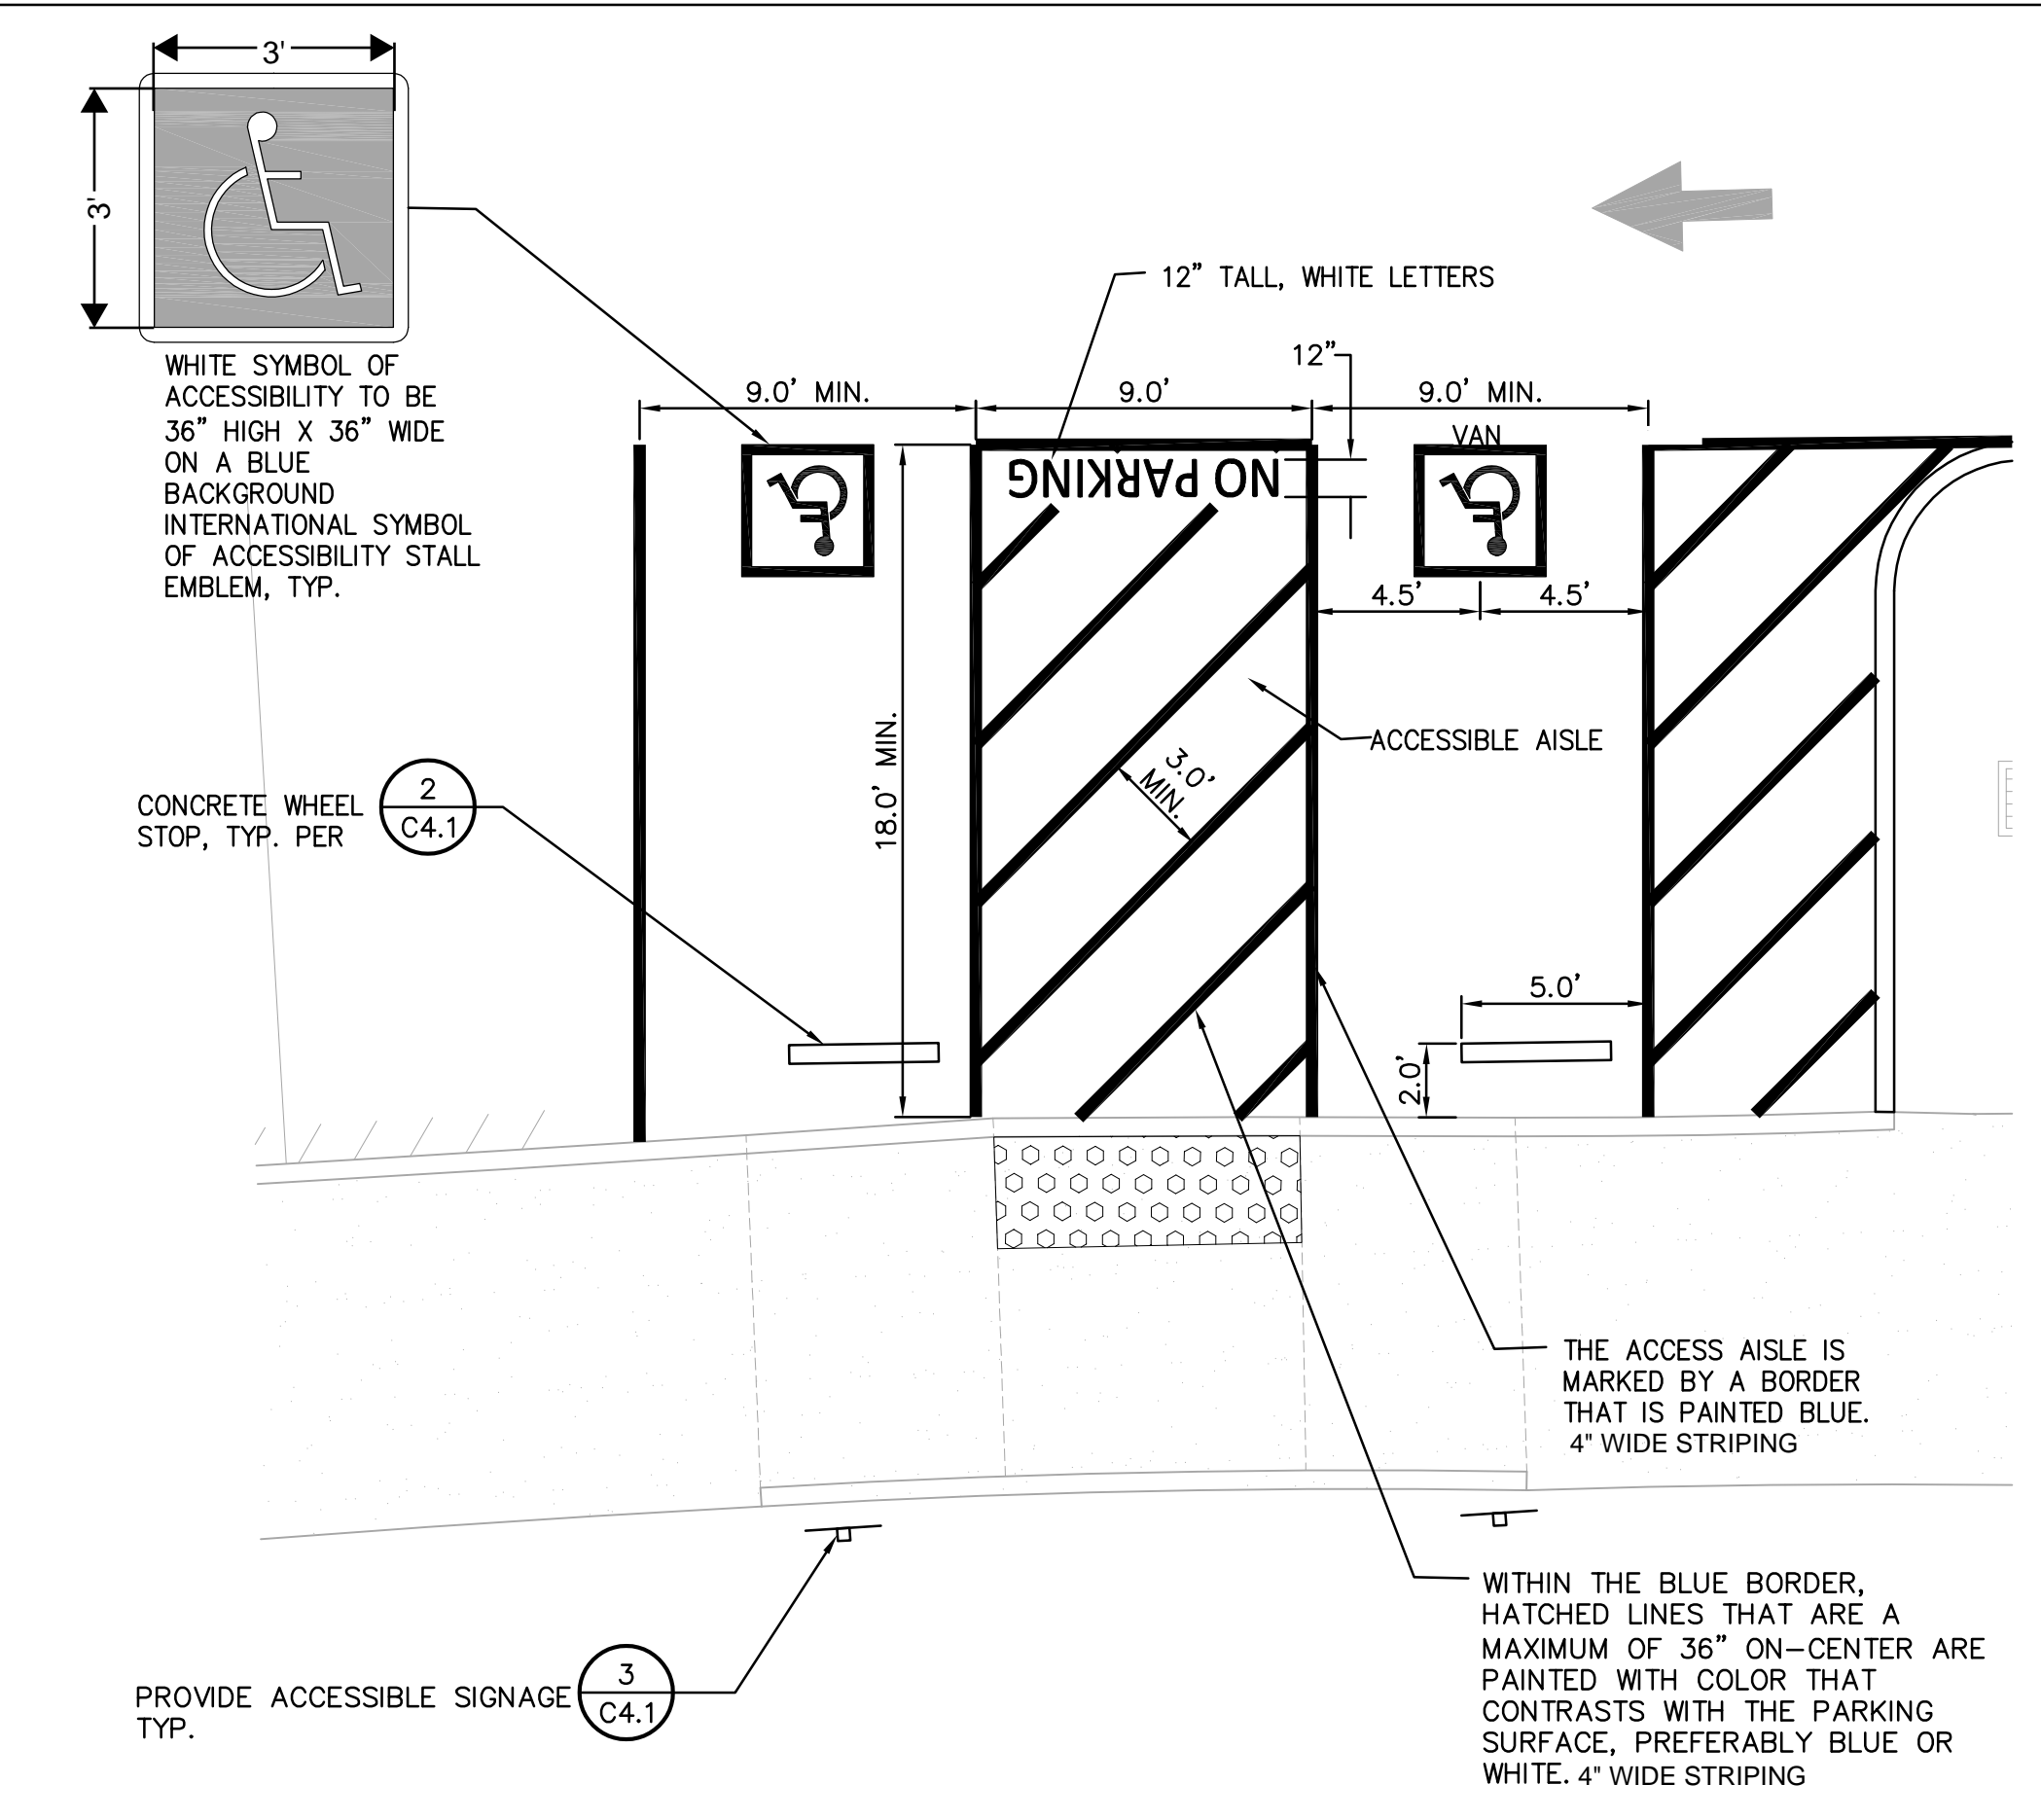 3'
3'
WHITE SYMBOL OF
ACCESSIBILITY TO BE
36" HIGH X 36" WIDE
ON A BLUE
BACKGROUND
INTERNATIONAL SYMBOL
OF ACCESSIBILITY STALL
EMBLEM, TYP.
12" TALL, WHITE LETTERS
12"
9.0' MIN.
9.0'
9.0' MIN.
VAN
NO PARKING
4.5'
4.5'
18.0' MIN.
3.0'
MIN.
ACCESSIBLE AISLE
CONCRETE WHEEL
STOP, TYP. PER
2
C4.1
5.0'
2.0'
THE ACCESS AISLE IS
MARKED BY A BORDER
THAT IS PAINTED BLUE.
4" WIDE STRIPING
WITHIN THE BLUE BORDER,
HATCHED LINES THAT ARE A
MAXIMUM OF 36" ON-CENTER ARE
PAINTED WITH COLOR THAT
CONTRASTS WITH THE PARKING
SURFACE, PREFERABLY BLUE OR
WHITE. 4" WIDE STRIPING
PROVIDE ACCESSIBLE SIGNAGE
TYP.
3
C4.1